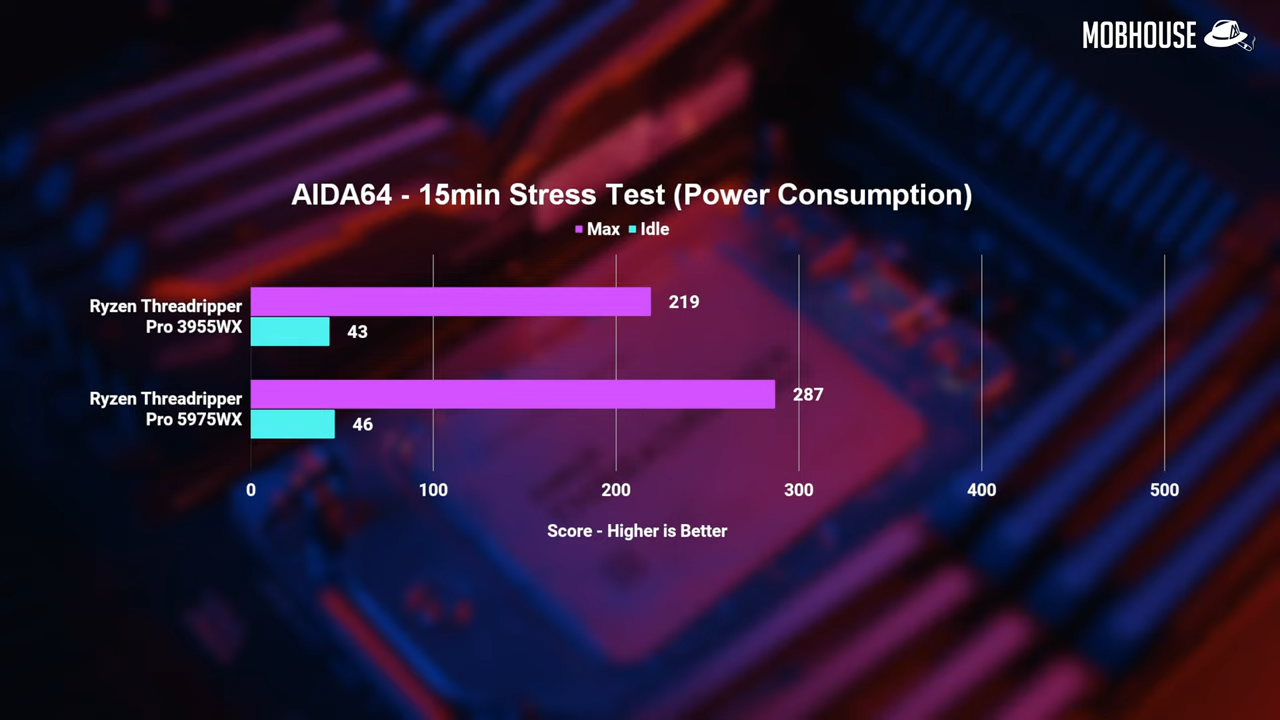 MOBHOUSE
AIDA64 - 15min Stress Test (Power Consumption)
Max Idle
Ryzen Threadripper
Pro 3955WX
219
43
Ryzen Threadripper
Pro 5975WX
287
46
0 100 200 300 400 500
Score - Higher is Better